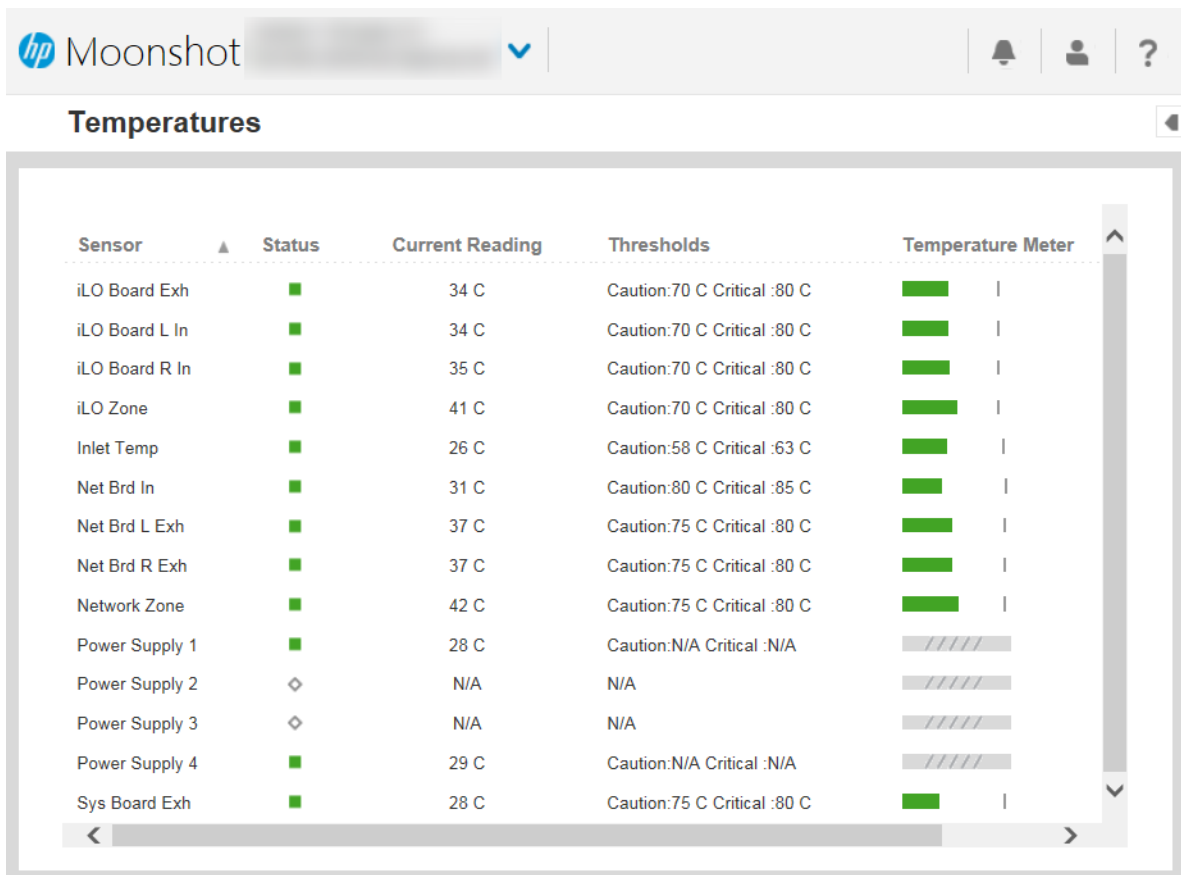 hp Moonshot
?
Temperatures
Sensor Status Current Reading Thresholds Temperature Meter
iLO Board Exh 34 C Caution:70 C Critical :80 C
iLO Board L In 34 C Caution:70 C Critical :80 C
iLO Board R In 35 C Caution:70 C Critical :80 C
iLO Zone 41 C Caution:70 C Critical :80 C
Inlet Temp 26 C Caution:58 C Critical :63 C
Net Brd In 31 C Caution:80 C Critical :85 C
Net Brd L Exh 37 C Caution:75 C Critical :80 C
Net Brd R Exh 37 C Caution:75 C Critical :80 C
Network Zone 42 C Caution:75 C Critical :80 C
Power Supply 1 28 C Caution:N/A Critical :N/A
Power Supply 2 N/A N/A
Power Supply 3 N/A N/A
Power Supply 4 29 C Caution:N/A Critical :N/A
Sys Board Exh 28 C Caution:75 C Critical :80 C